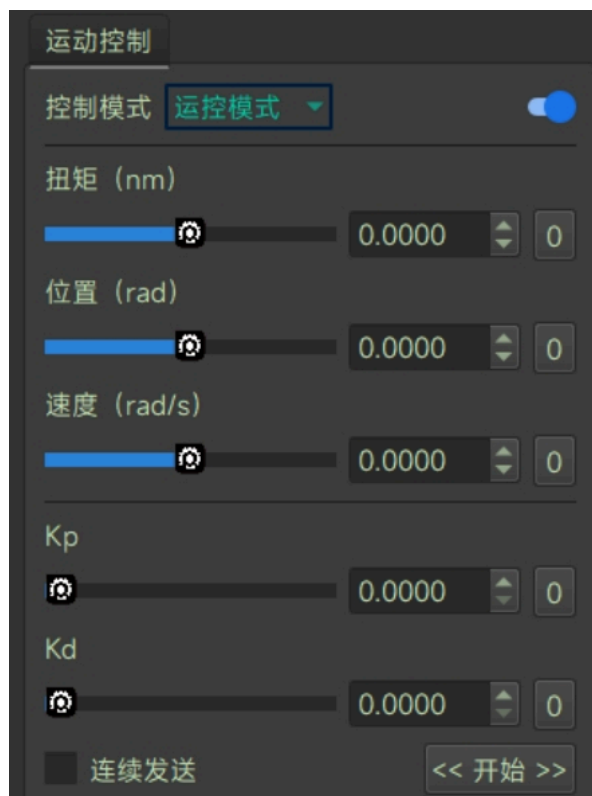 运动控制
控制模式 运控模式
扭矩（nm）
0.0000 0
位置（rad）
0.0000 0
速度（rad/s）
0.0000 0
Kp
0.0000 0
Kd
0.0000 0
连续发送 << 开始 >>